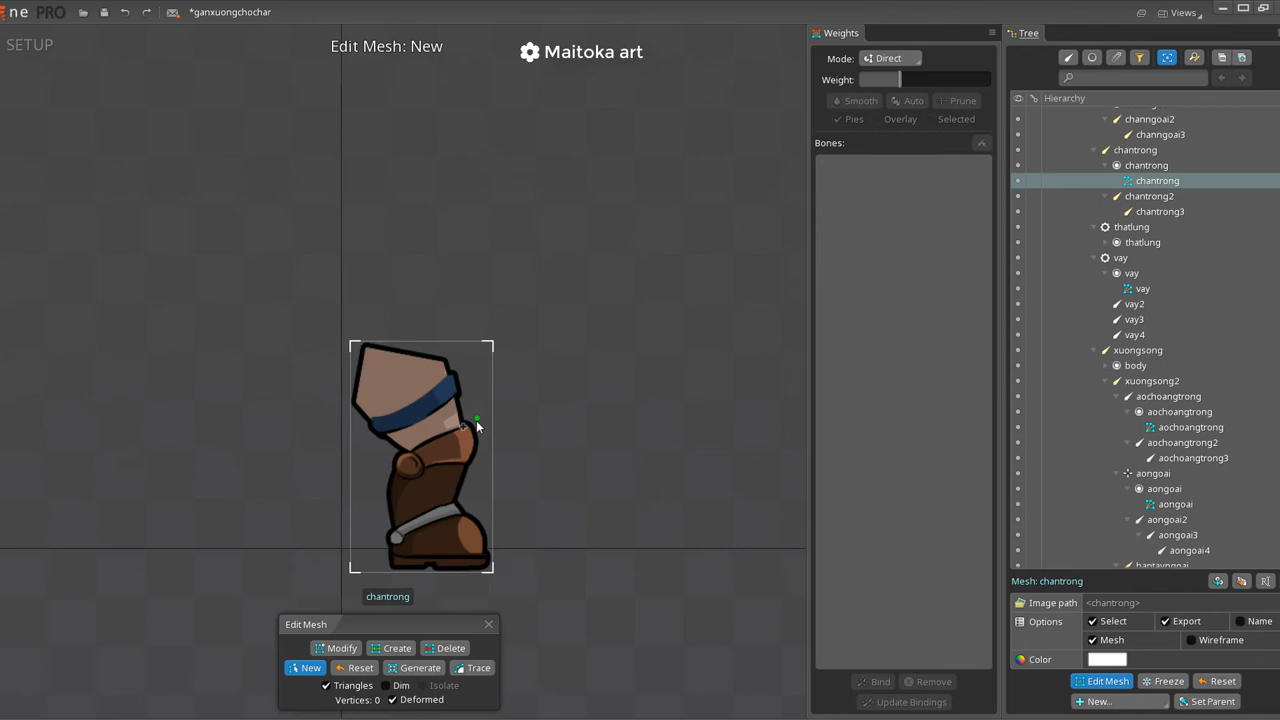 ne PRO
*ganxuongchochar
Views
SETUP
Edit Mesh: New
Maitoka art
Weights
Mode: Direct
Weight:
Smooth Auto Prune
Pies Overlay Selected
Bones:
Bind Remove
Update Bindings
Tree
Hierarchy
channgoai2
channgoai3
chantrong
chantrong
chantrong
chantrong2
chantrong3
thatlung
thatlung
vay
vay
vay
vay2
vay3
vay4
xuongsong
body
xuongsong2
aochoangtrong
aochoangtrong
aochoangtrong
aochoangtrong2
aochoangtrong3
aongoai
aongoai
aongoai
aongoai2
aongoai3
aongoai4
bantayngoai
Mesh: chantrong
Image path <chantrong>
Options Select Export Name
Mesh Wireframe
Color
Edit Mesh Freeze Reset
New... Set Parent
chantrong
Edit Mesh
Modify Create Delete
New Reset Generate Trace
Triangles Dim Isolate
Vertices: 0 Deformed